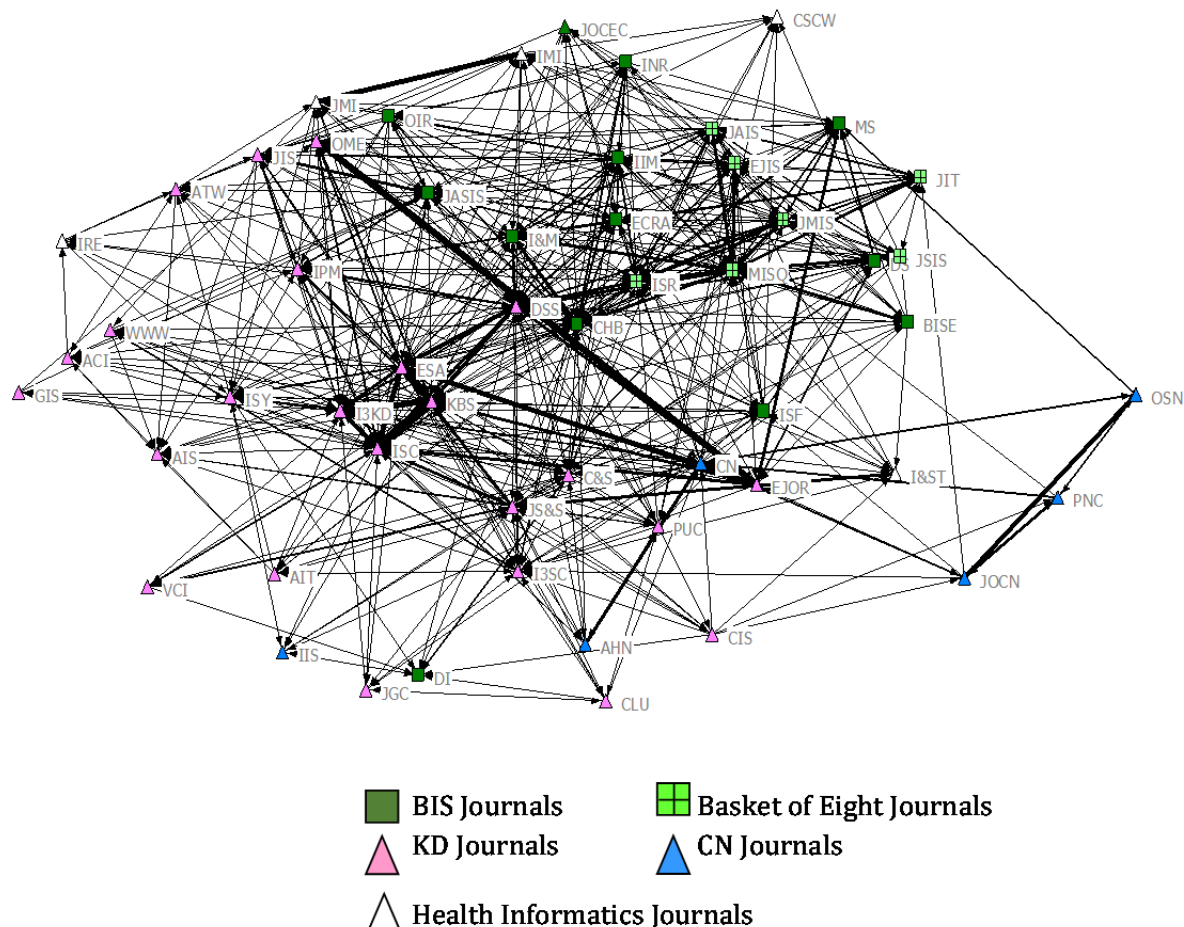 JOCEC
CSCW
IMI
INR
JMI
OIR
OME
JAIS
MS
JIS
IIM
EJIS
ATW
JASIS
JIT
ECRA
JMIS
IRE
I&M
JSIS
DS
IPM
ISR
MISQ
DSS
CHB
BISE
WWW
ACI
ESA
GIS
ISY
I3KD
KBS
ISF
OSN
AIS
ISC
CN
C&S
EJOR
I&ST
PNC
JS&S
PUC
AIT
I3SC
JOCN
VCI
CIS
IIS
AHN
DI
JGC
CLU
BIS Journals
Basket of Eight Journals
KD Journals
CN Journals
Health Informatics Journals